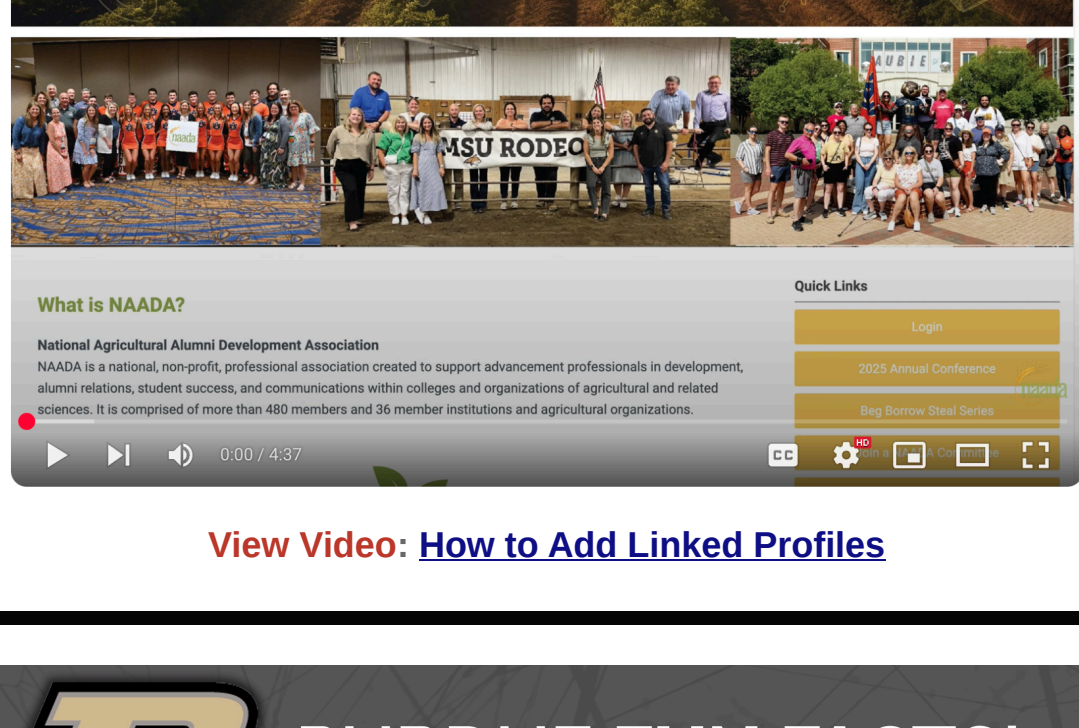 AUBIE
naada
MSU RODEO
What is NAADA?
Quick Links
Login
National Agricultural Alumni Development Association
NAADA is a national, non-profit, professional association created to support advancement professionals in development,
alumni relations, student success, and communications within colleges and organizations of agricultural and related
sciences. It is comprised of more than 480 members and 36 member institutions and agricultural organizations.
2025 Annual Conference
naada
Beg Borrow Steal Series
Join a NAADA Committee
0:00 / 4:37
CC
HD
View Video: How to Add Linked Profiles